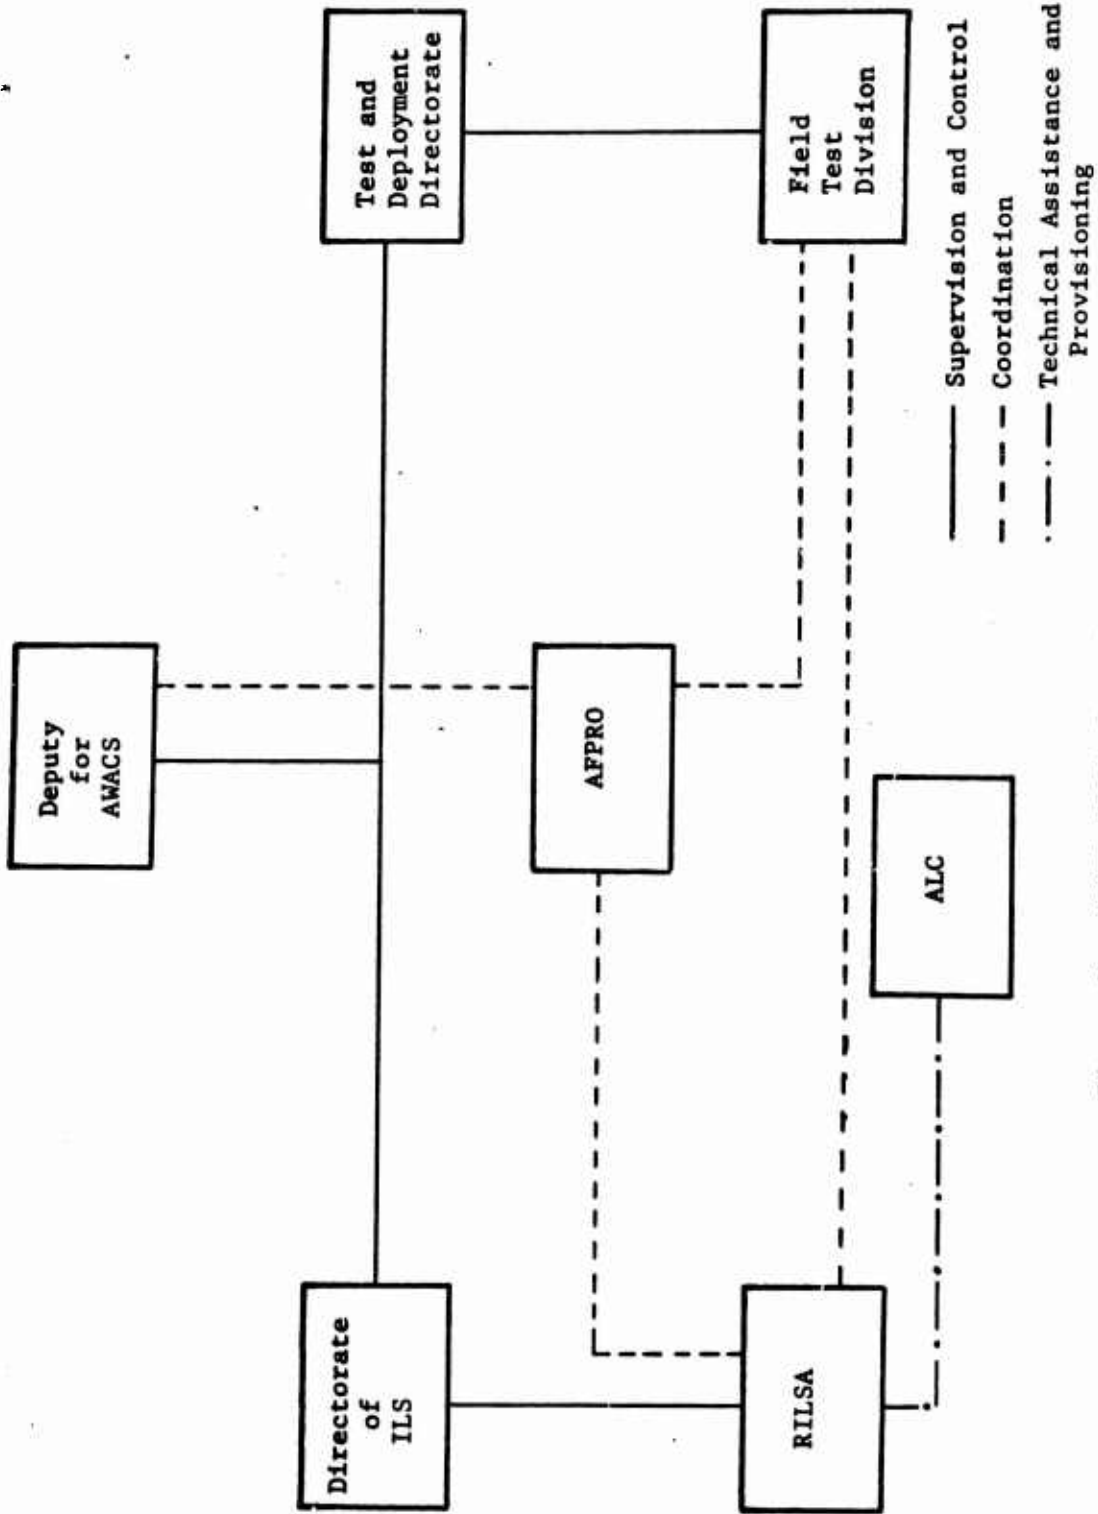 Deputy
for
AWACS
Directorate
of
ILS
Test and
Deployment
Directorate
AFPRO
RILSA
Field
Test
Division
ALC
Supervision and Control
Coordination
Technical Assistance and
Provisioning